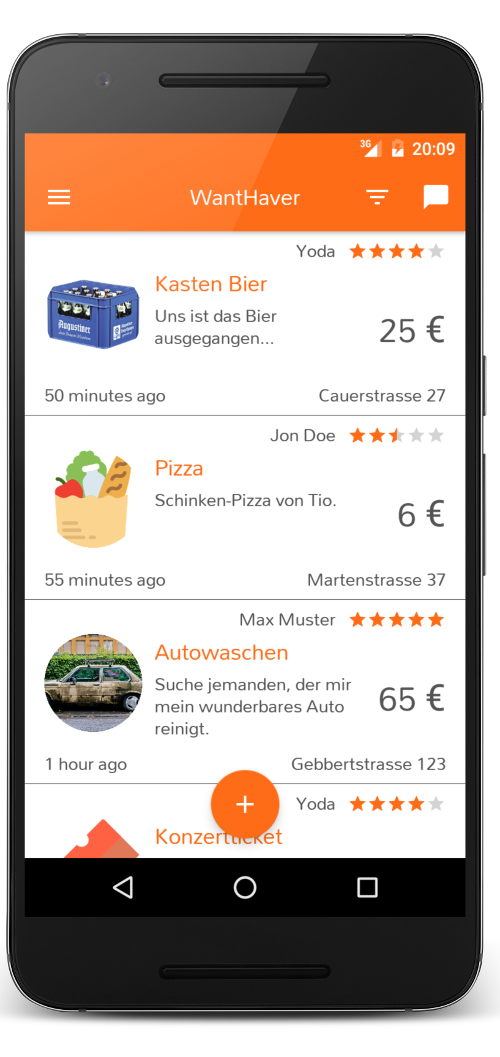 3G 20:09
WantHaver
Yoda
Kasten Bier
Uns ist das Bier
ausgegangen...
25 €
Augustiner
50 minutes ago Cauerstrasse 27
Jon Doe
Pizza
Schinken-Pizza von Tio.
6 €
55 minutes ago Martenstrasse 37
Max Muster
Autowaschen
Suche jemanden, der mir
mein wunderbares Auto
reinigt.
65 €
1 hour ago Gebbertstrasse 123
+
Yoda
Konzertticket